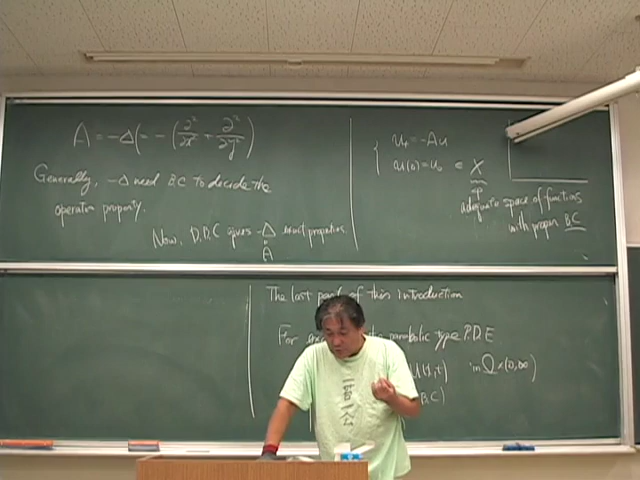 A = -Δ (= - (∂²/∂x² + ∂²/∂y²))
Generally, -Δ need B.C to decide the
operator property.
Now, D.B.C gives -Δ exact properties.
A
u_t = -Au
u(0) = u_0 ∈ X
adequate space of functions
with proper BC
The last part of this introduction
For the parabolic type P.D.E
in Ω × (0,∞)
B.C)